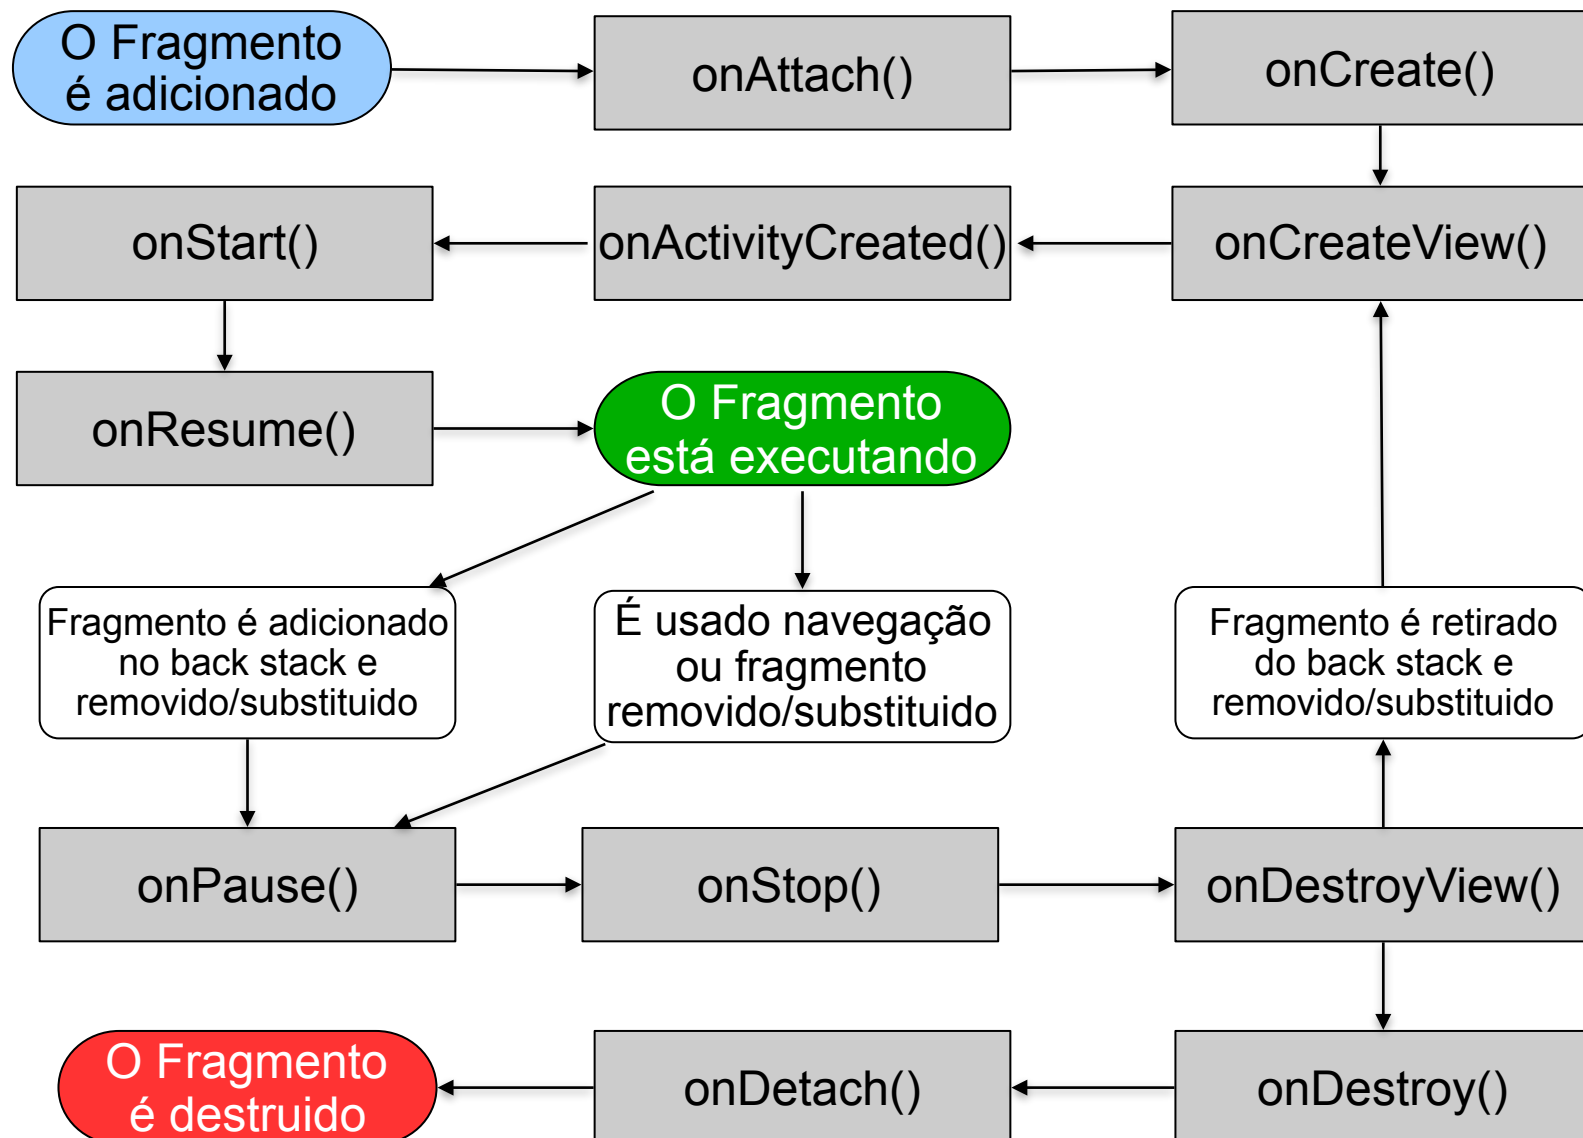 O Fragmento
é adicionado
onAttach()
onCreate()
onStart()
onActivityCreated()
onCreateView()
onResume()
O Fragmento
está executando
Fragmento é adicionado
no back stack e
removido/substituido
É usado navegação
ou fragmento
removido/substituido
Fragmento é retirado
do back stack e
removido/substituido
onPause()
onStop()
onDestroyView()
O Fragmento
é destruido
onDetach()
onDestroy()